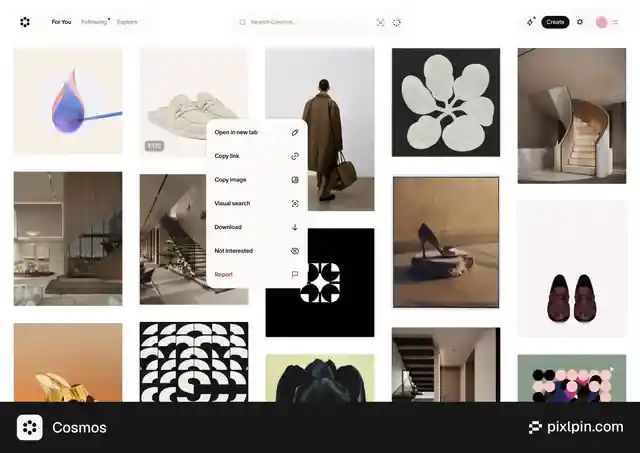 For You
Following
Explore
Search Cosmos...
Create
Open in new tab
Copy link
Copy image
Visual search
Download
Not interested
Report
Cosmos
pixlpin.com